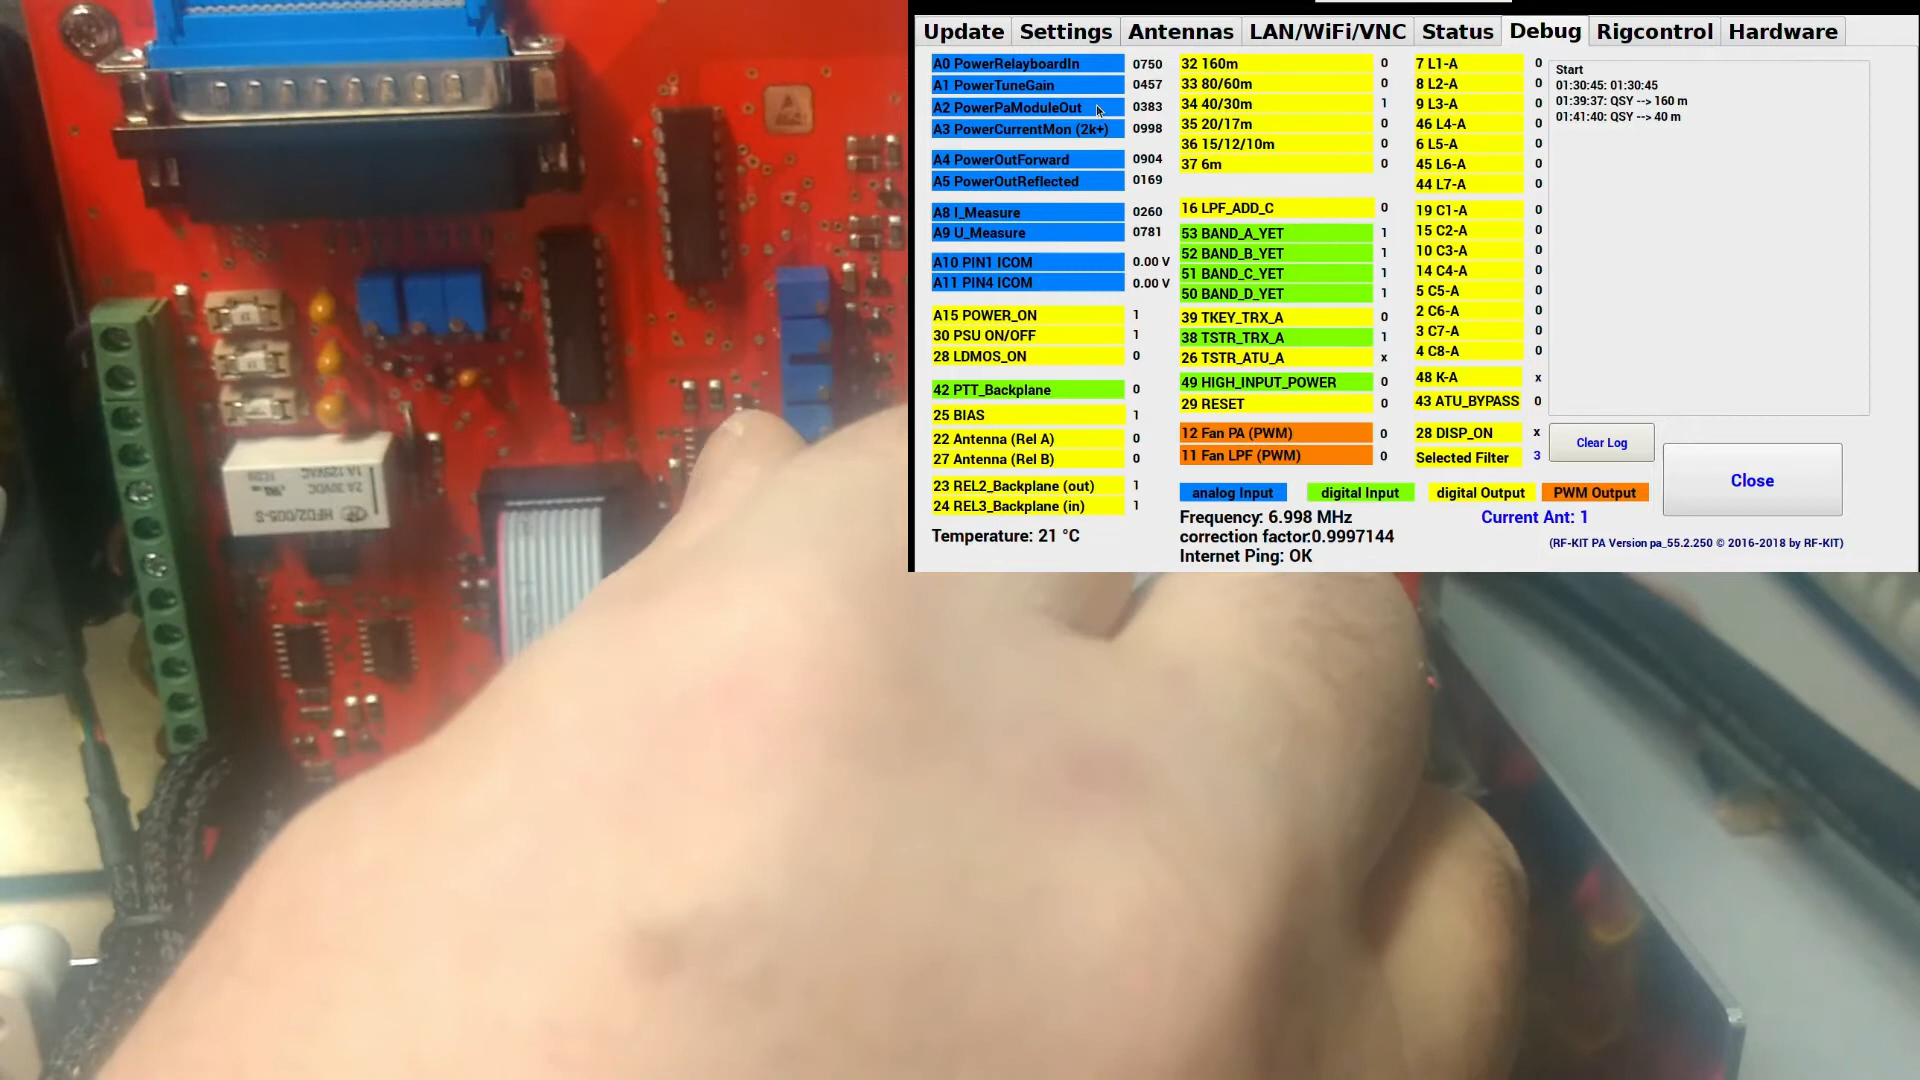 Update Settings Antennas LAN/WiFi/VNC Status Debug Rigcontrol Hardware
A0 PowerRelayboardIn 0750
A1 PowerTuneGain 0457
A2 PowerPaModuleOut 0383
A3 PowerCurrentMon (2k+) 0998
A4 PowerOutForward 0904
A5 PowerOutReflected 0169
A8 I_Measure 0260
A9 U_Measure 0781
A10 PIN1 ICOM 0.00 V
A11 PIN4 ICOM 0.00 V
A15 POWER_ON 1
30 PSU ON/OFF 1
28 LDMOS_ON 0
42 PTT_Backplane 0
25 BIAS 1
22 Antenna (Rel A) 0
27 Antenna (Rel B) 0
23 REL2_Backplane (out) 1
24 REL3_Backplane (in) 1
Temperature: 21 °C
32 160m 0
33 80/60m 0
34 40/30m 1
35 20/17m 0
36 15/12/10m 0
37 6m 0
16 LPF_ADD_C 0
53 BAND_A_YET 1
52 BAND_B_YET 1
51 BAND_C_YET 1
50 BAND_D_YET 1
39 TKEY_TRX_A 0
38 TSTR_TRX_A 1
26 TSTR_ATU_A x
49 HIGH_INPUT_POWER 0
29 RESET 0
12 Fan PA (PWM) 0
11 Fan LPF (PWM) 0
7 L1-A 0
8 L2-A 0
9 L3-A 0
46 L4-A 0
6 L5-A 0
45 L6-A 0
44 L7-A 0
19 C1-A 0
15 C2-A 0
10 C3-A 0
14 C4-A 0
5 C5-A 0
2 C6-A 0
3 C7-A 0
4 C8-A 0
48 K-A x
43 ATU_BYPASS 0
28 DISP_ON x
Selected Filter 3
Start
01:30:45: 01:30:45
01:39:37: QSY --> 160 m
01:41:40: QSY --> 40 m
Clear Log
Close
analog Input digital Input digital Output PWM Output
Frequency: 6.998 MHz
correction factor:0.9997144
Internet Ping: OK
Current Ant: 1
(RF-KIT PA Version pa_55.2.250 © 2016-2018 by RF-KIT)
1A 125VAC
2A 30VDC
HFD2/005-S